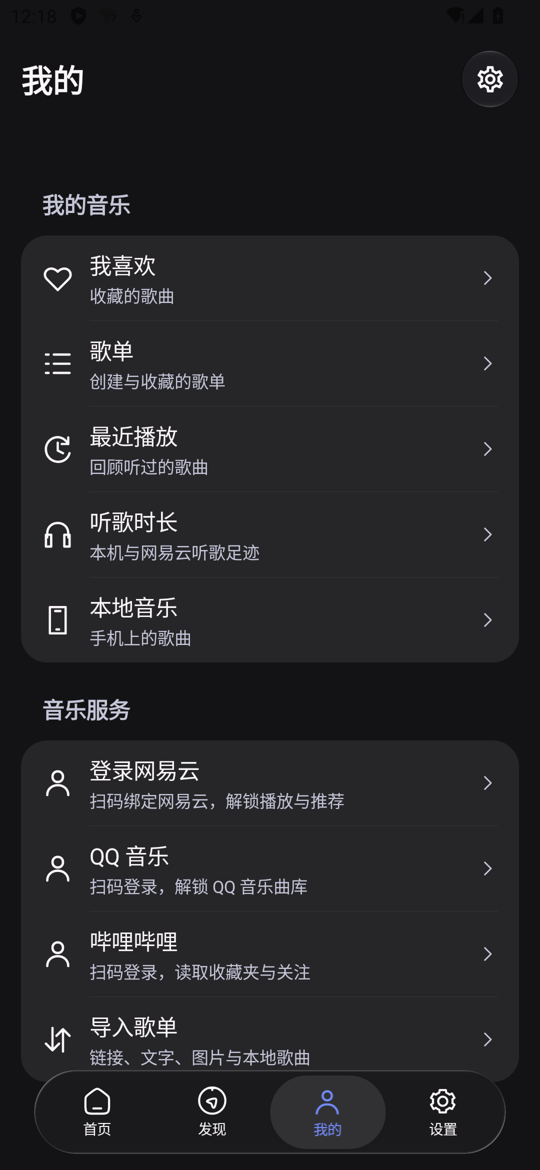 12:18
我的
我的音乐
我喜欢
收藏的歌曲
歌单
创建与收藏的歌单
最近播放
回顾听过的歌曲
听歌时长
本机与网易云听歌足迹
本地音乐
手机上的歌曲
音乐服务
登录网易云
扫码绑定网易云，解锁播放与推荐
QQ 音乐
扫码登录，解锁 QQ 音乐曲库
哔哩哔哩
扫码登录，读取收藏夹与关注
导入歌单
链接、文字、图片与本地歌曲
首页
发现
我的
设置